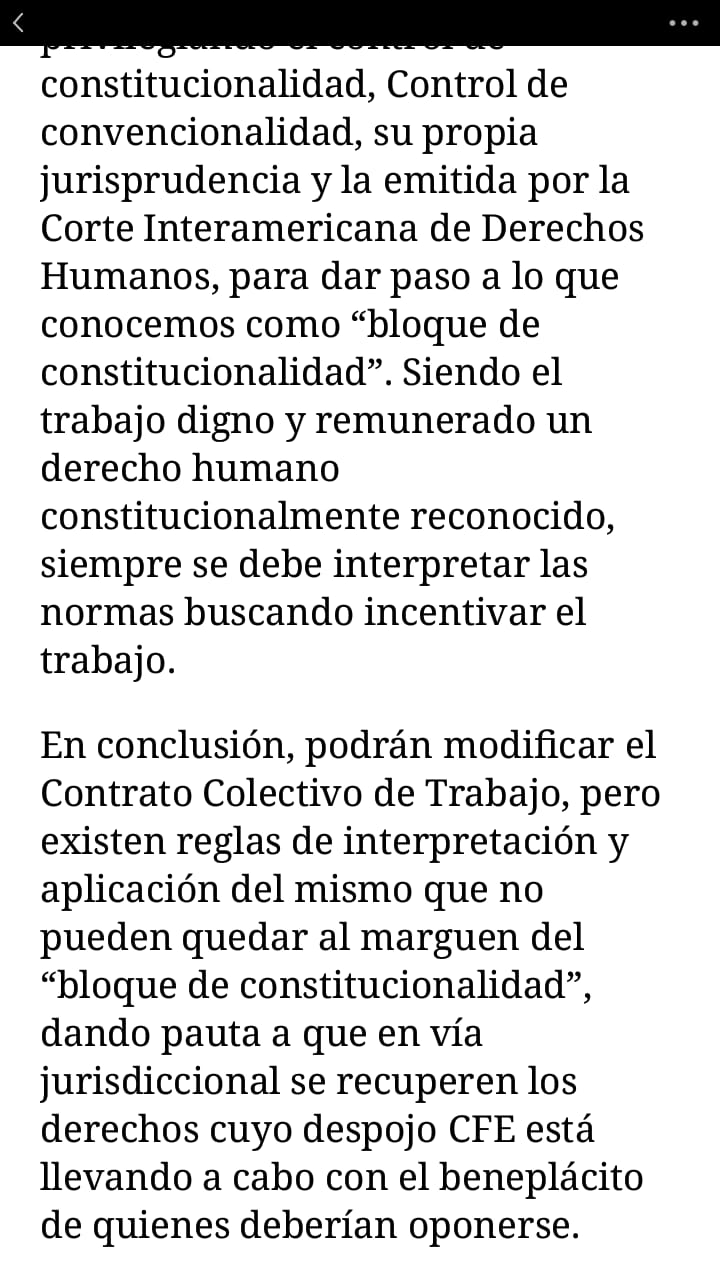 privilegiando el control de
constitucionalidad, Control de
convencionalidad, su propia
jurisprudencia y la emitida por la
Corte Interamericana de Derechos
Humanos, para dar paso a lo que
conocemos como “bloque de
constitucionalidad”. Siendo el
trabajo digno y remunerado un
derecho humano
constitucionalmente reconocido,
siempre se debe interpretar las
normas buscando incentivar el
trabajo.
En conclusión, podrán modificar el
Contrato Colectivo de Trabajo, pero
existen reglas de interpretación y
aplicación del mismo que no
pueden quedar al marguen del
“bloque de constitucionalidad”,
dando pauta a que en vía
jurisdiccional se recuperen los
derechos cuyo despojo CFE está
llevando a cabo con el beneplácito
de quienes deberían oponerse.